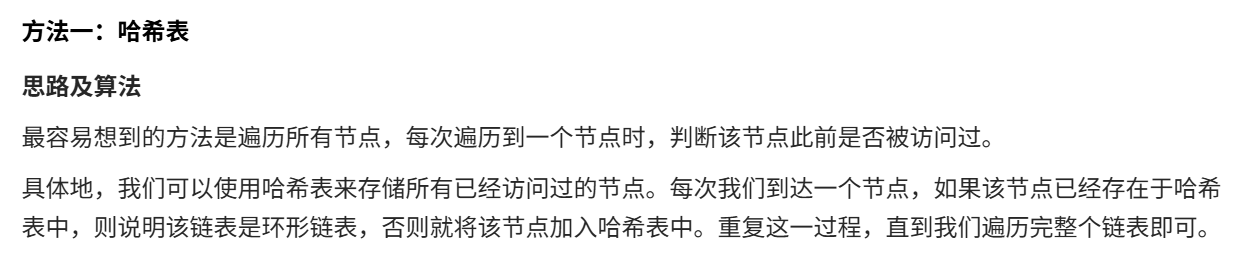 方法一：哈希表
思路及算法
最容易想到的方法是遍历所有节点，每次遍历到一个节点时，判断该节点此前是否被访问过。
具体地，我们可以使用哈希表来存储所有已经访问过的节点。每次我们到达一个节点，如果该节点已经存在于哈希
表中，则说明该链表是环形链表，否则就将该节点加入哈希表中。重复这一过程，直到我们遍历完整个链表即可。